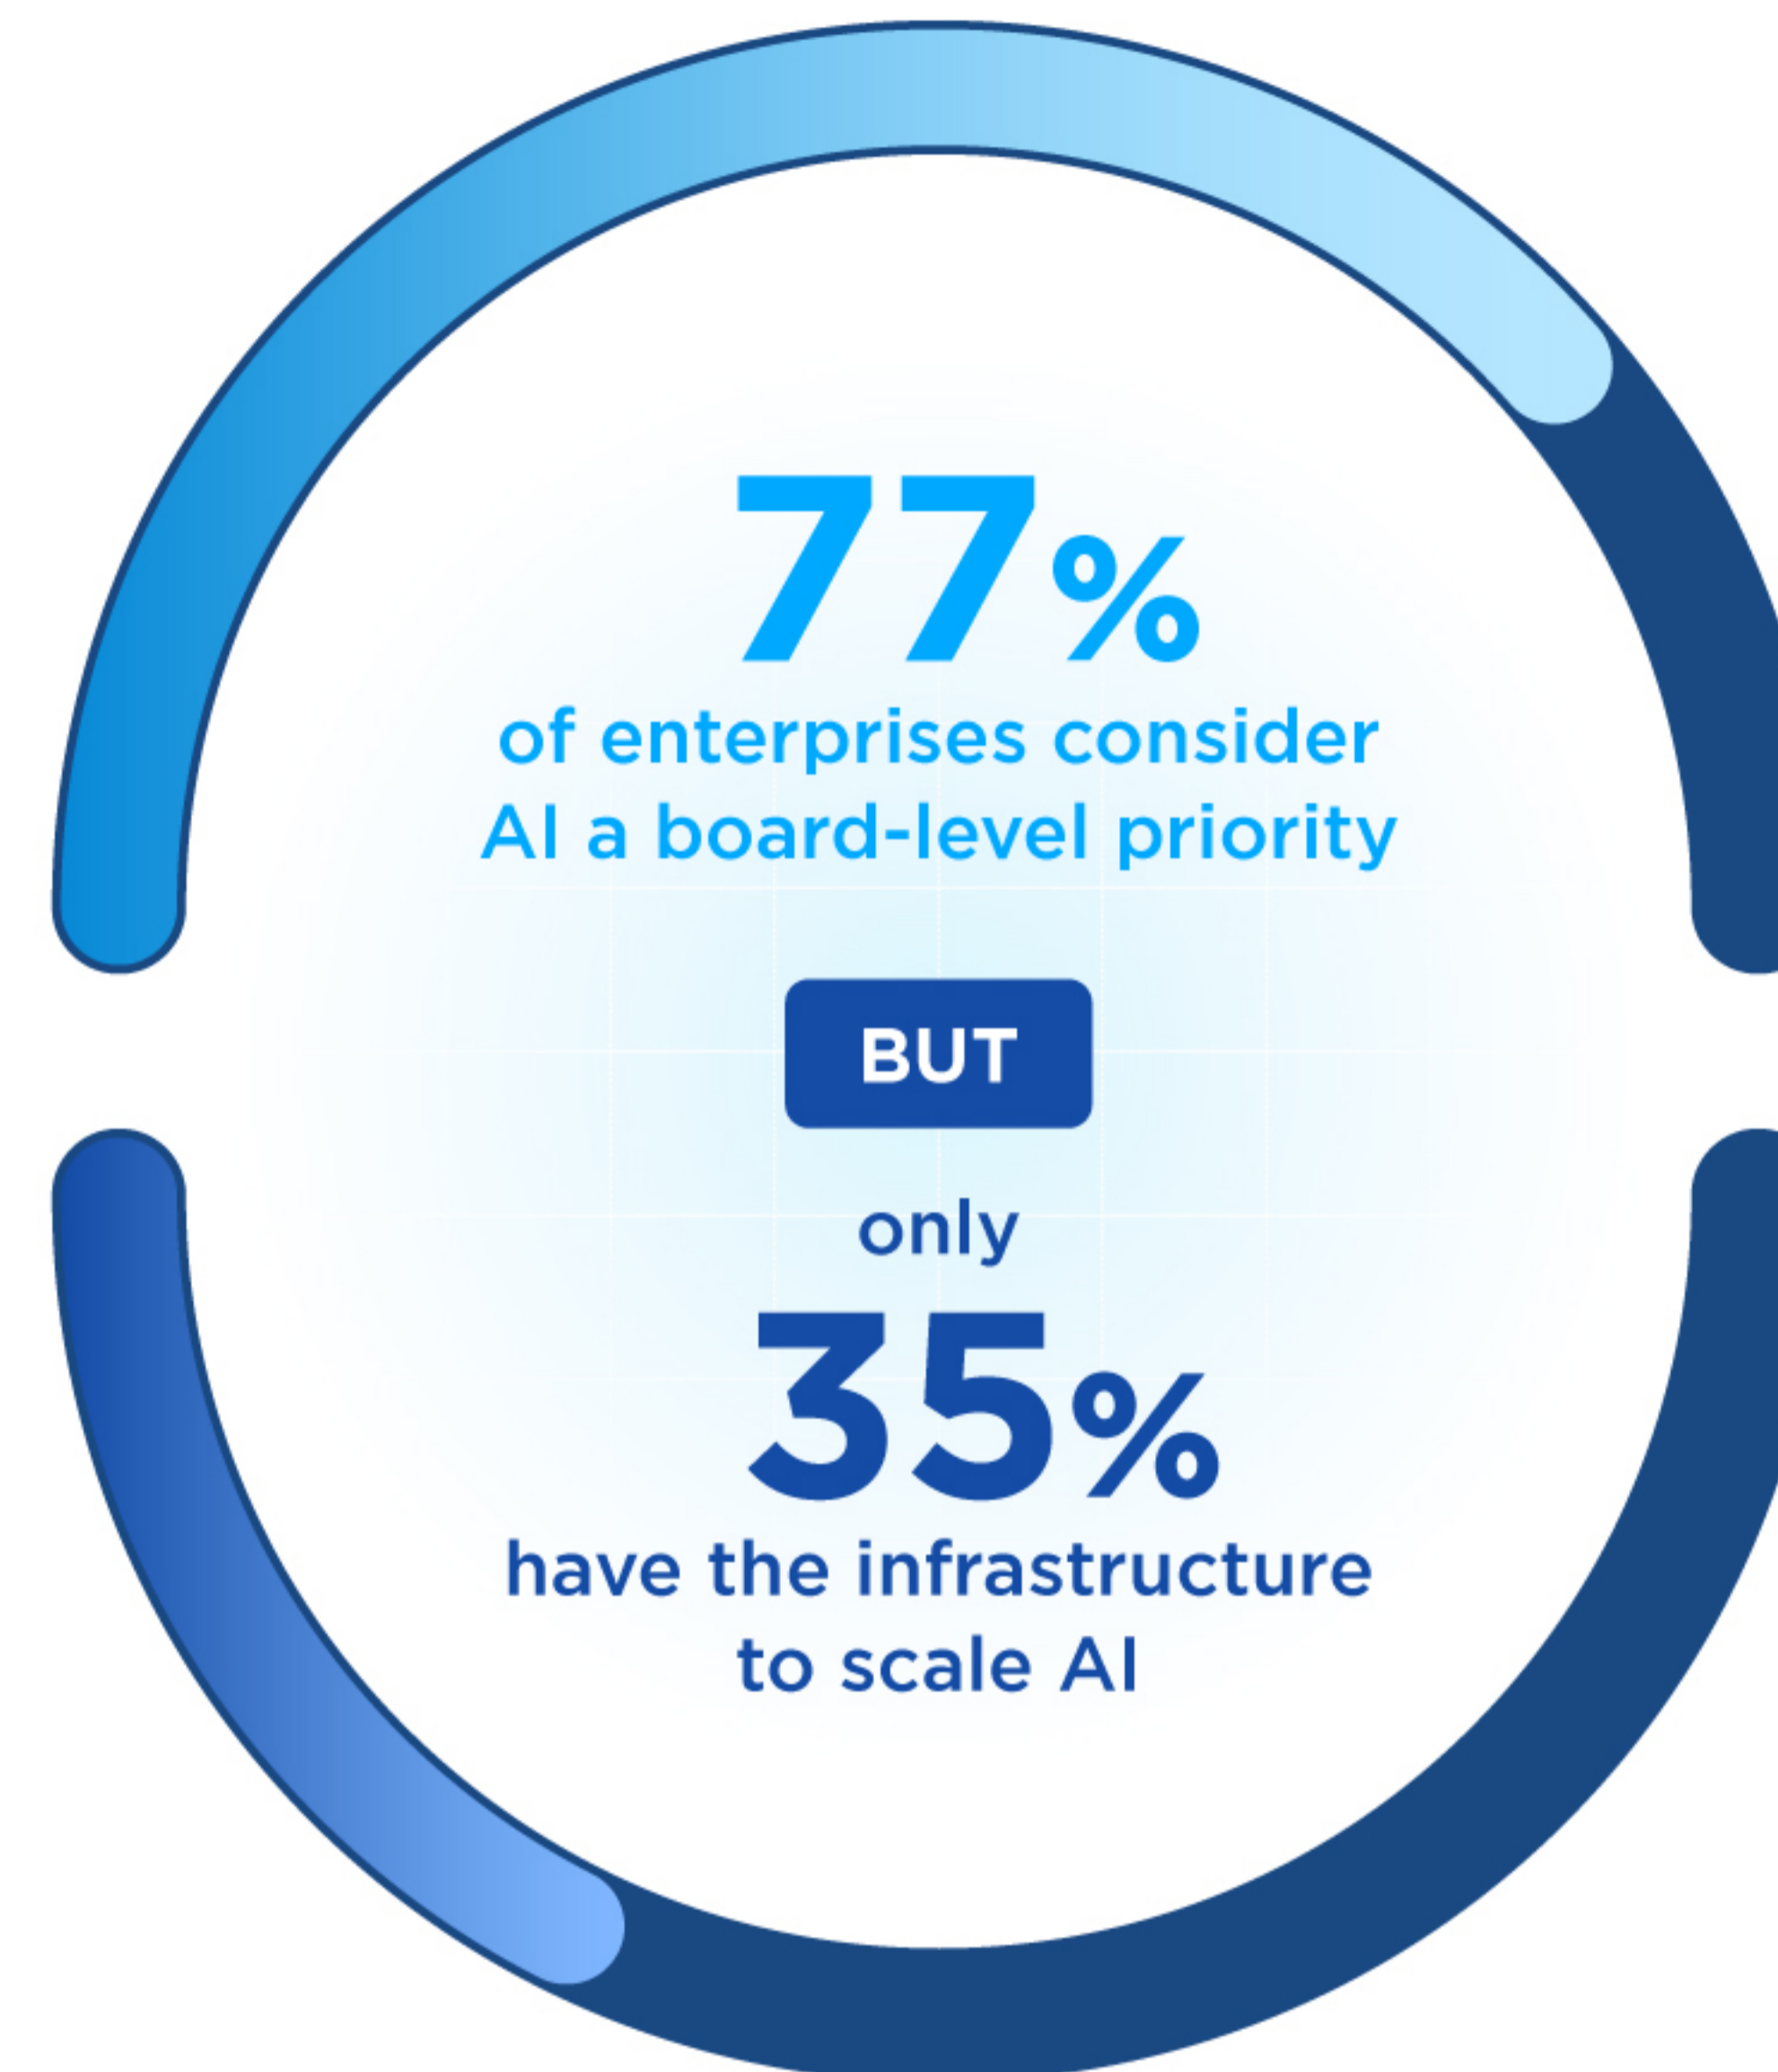 77%
of enterprises consider
AI a board-level priority
BUT
only
35%
have the infrastructure
to scale AI